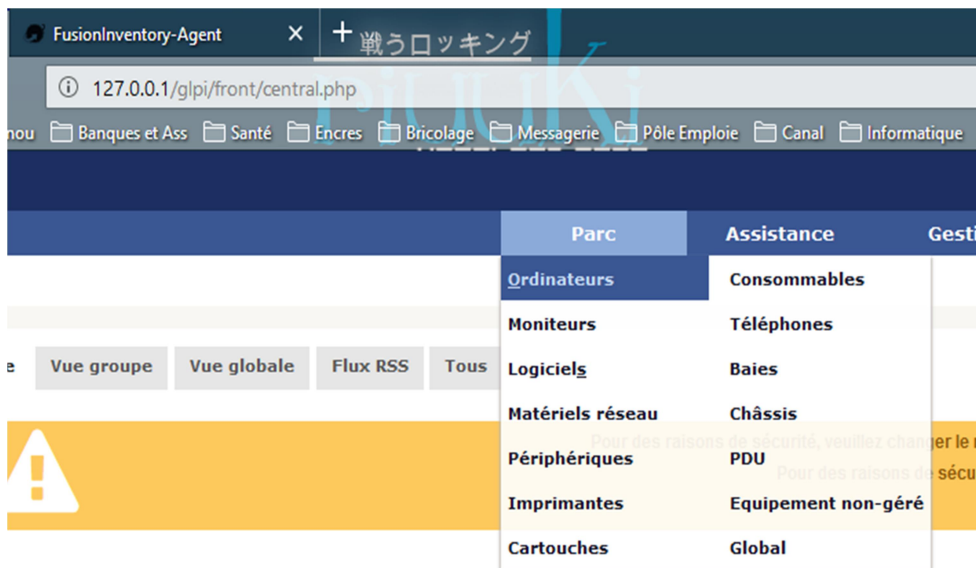 FusionInventory-Agent × +
戦うロッキング
riuuki
127.0.0.1/glpi/front/central.php
nou Banques et Ass Santé Encres Bricolage Messagerie Pôle Emploie Canal Informatique
Parc Assistance Gesti
Ordinateurs Consommables
Moniteurs Téléphones
e Vue groupe Vue globale Flux RSS Tous
Logiciels Baies
Matériels réseau Châssis
Pour des raisons de sécurité, veuillez changer le
Périphériques PDU
Pour des raisons de sécu
Imprimantes Equipement non-géré
Cartouches Global